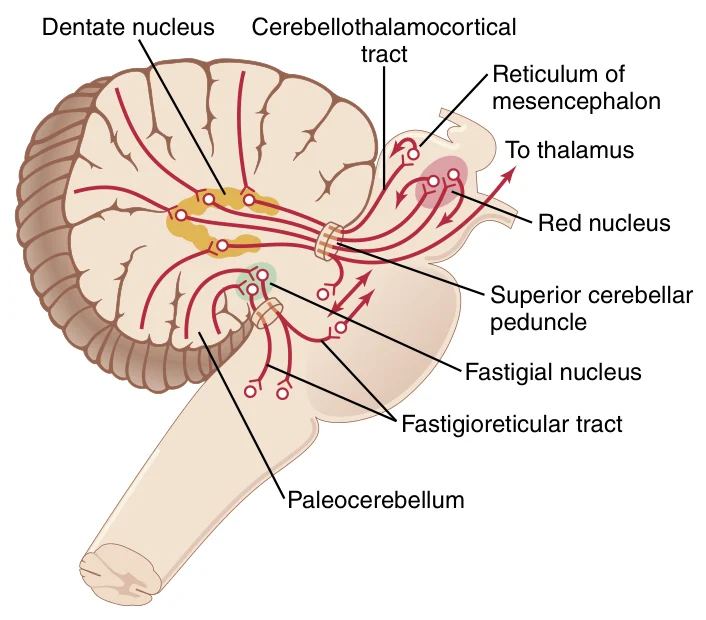 Dentate nucleus
Cerebellothalamocortical
tract
Reticulum of
mesencephalon
To thalamus
Red nucleus
Superior cerebellar
peduncle
Fastigial nucleus
Fastigioreticular tract
Paleocerebellum